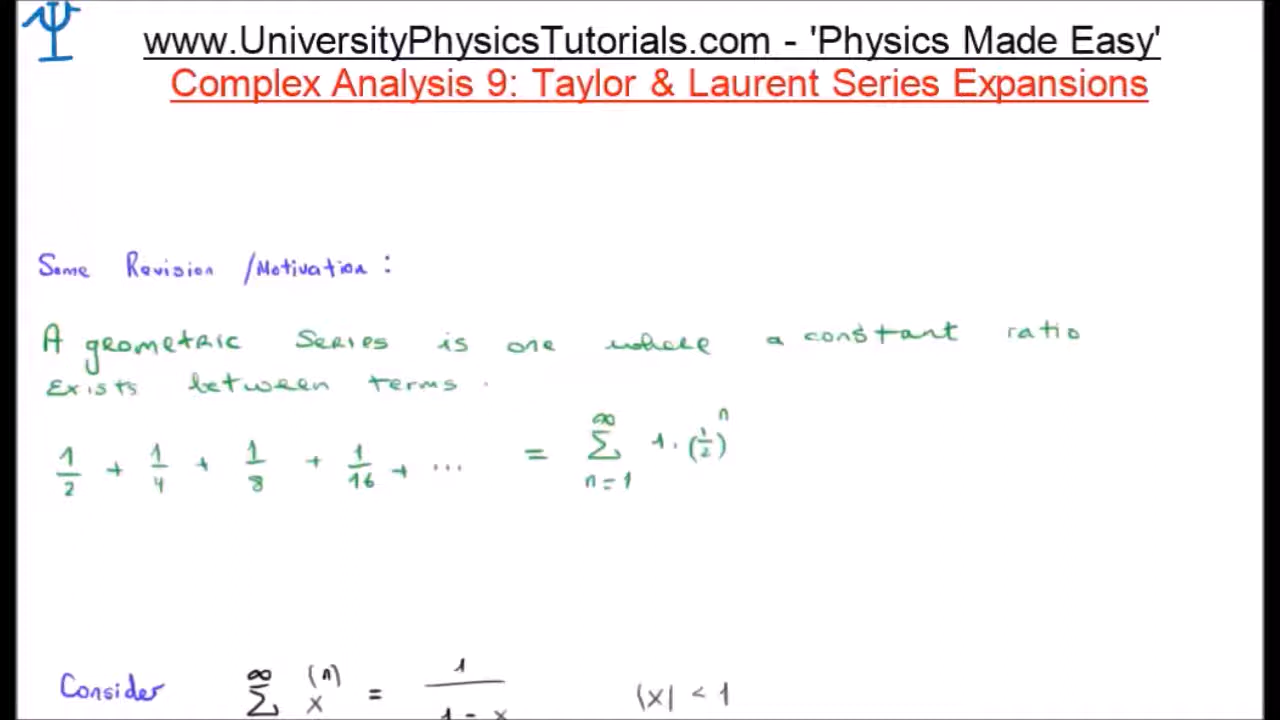 www.UniversityPhysicsTutorials.com - 'Physics Made Easy'
Complex Analysis 9: Taylor & Laurent Series Expansions
Some Revision /Motivation :
A geometric series is one where a constant ratio
Exists between terms .
1/2 + 1/4 + 1/8 + 1/16 + ... = ∞ Σ n=1 1 · (1/2)^n
Consider ∞ Σ x^(n) = 1/(1 - x) |x| < 1